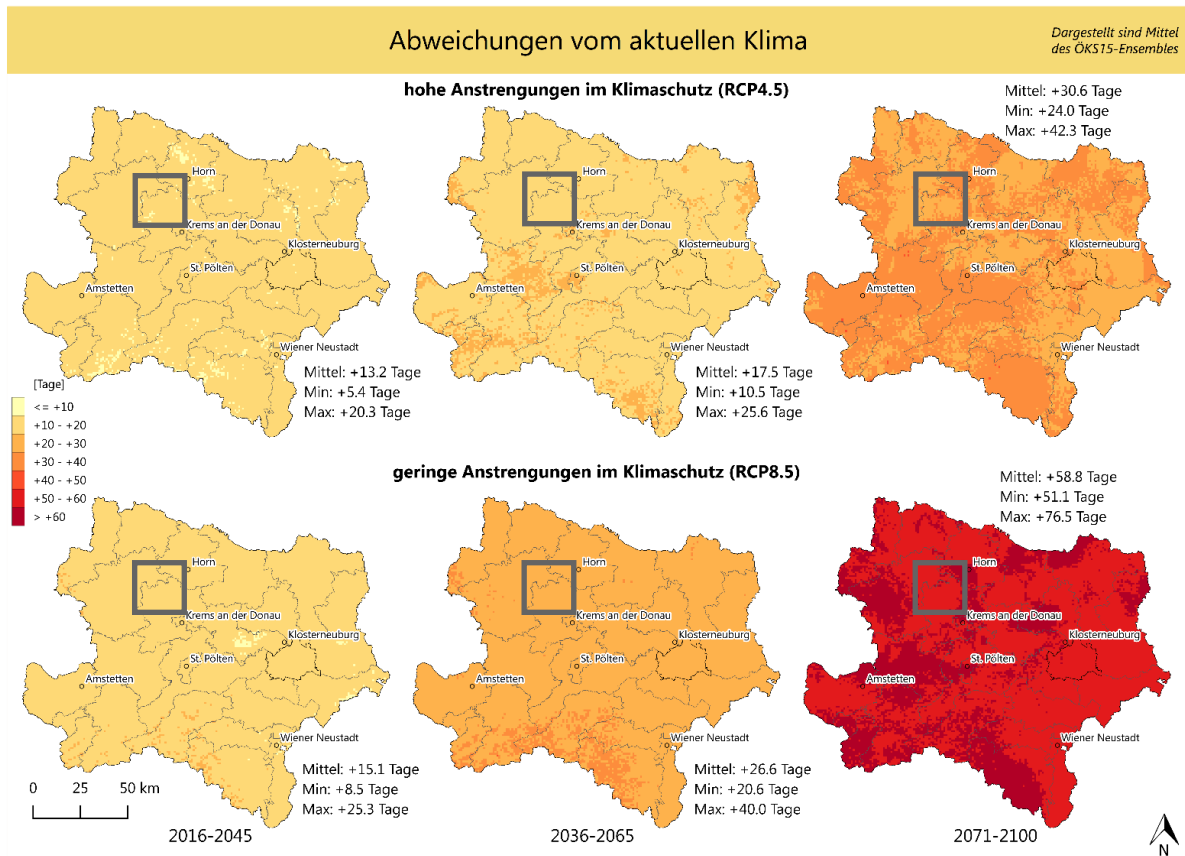 Abweichungen vom aktuellen Klima
Dargestellt sind Mittel
des ÖKS15-Ensembles
hohe Anstrengungen im Klimaschutz (RCP4.5)
Horn
Krems an der Donau
Klosterneuburg
St. Pölten
Amstetten
Wiener Neustadt
Mittel: +13.2 Tage
Min: +5.4 Tage
Max: +20.3 Tage
Horn
Krems an der Donau
Klosterneuburg
St. Pölten
Amstetten
Wiener Neustadt
Mittel: +17.5 Tage
Min: +10.5 Tage
Max: +25.6 Tage
Mittel: +30.6 Tage
Min: +24.0 Tage
Max: +42.3 Tage
Horn
Krems an der Donau
Klosterneuburg
St. Pölten
Amstetten
Wiener Neustadt
[Tage]
<= +10
+10 - +20
+20 - +30
+30 - +40
+40 - +50
+50 - +60
> +60
geringe Anstrengungen im Klimaschutz (RCP8.5)
Horn
Krems an der Donau
Klosterneuburg
St. Pölten
Amstetten
Wiener Neustadt
Mittel: +15.1 Tage
Min: +8.5 Tage
Max: +25.3 Tage
Horn
Krems an der Donau
Klosterneuburg
St. Pölten
Amstetten
Wiener Neustadt
Mittel: +26.6 Tage
Min: +20.6 Tage
Max: +40.0 Tage
Mittel: +58.8 Tage
Min: +51.1 Tage
Max: +76.5 Tage
Horn
Krems an der Donau
Klosterneuburg
St. Pölten
Amstetten
Wiener Neustadt
0 25 50 km
2016-2045
2036-2065
2071-2100
N